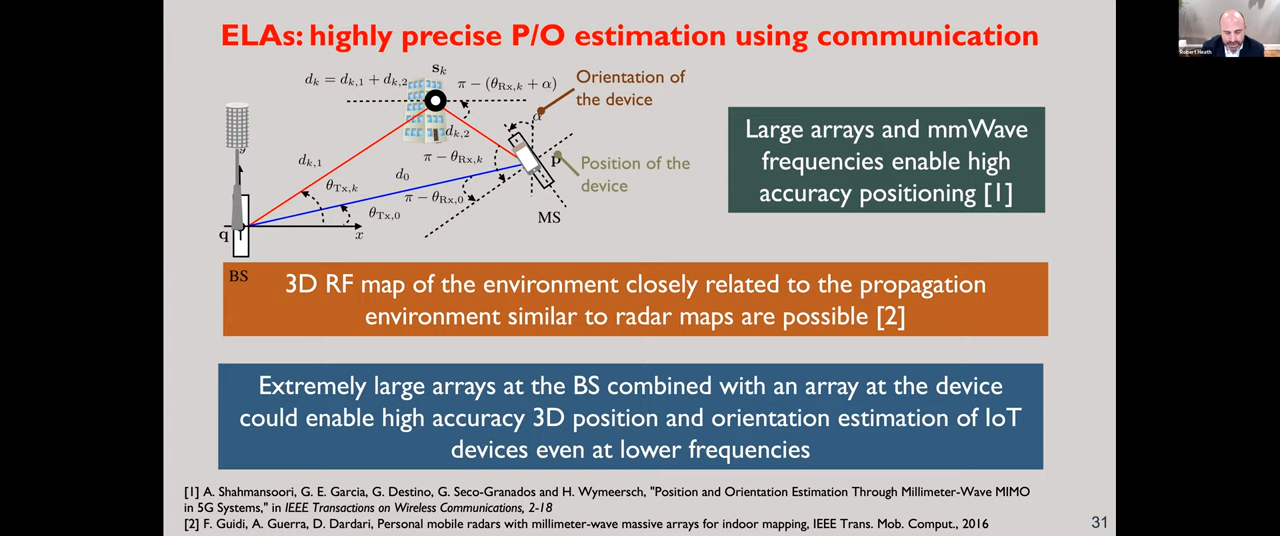 ELAs: highly precise P/O estimation using communication
Robert Heath
d_k = d_{k,1} + d_{k,2}
s_k
π − (θ_{Rx,k} + α)
Orientation of
the device
α
d_{k,2}
d_{k,1}
π − θ_{Rx,k}
p
Position of the
device
θ_{Tx,k}
d_0
π − θ_{Rx,0}
θ_{Tx,0}
MS
q
x
y
BS
Large arrays and mmWave
frequencies enable high
accuracy positioning [1]
3D RF map of the environment closely related to the propagation
environment similar to radar maps are possible [2]
Extremely large arrays at the BS combined with an array at the device
could enable high accuracy 3D position and orientation estimation of IoT
devices even at lower frequencies
[1] A. Shahmansoori, G. E. Garcia, G. Destino, G. Seco-Granados and H. Wymeersch, "Position and Orientation Estimation Through Millimeter-Wave MIMO
in 5G Systems," in IEEE Transactions on Wireless Communications, 2-18
[2] F. Guidi, A. Guerra, D. Dardari, Personal mobile radars with millimeter-wave massive arrays for indoor mapping, IEEE Trans. Mob. Comput., 2016
31